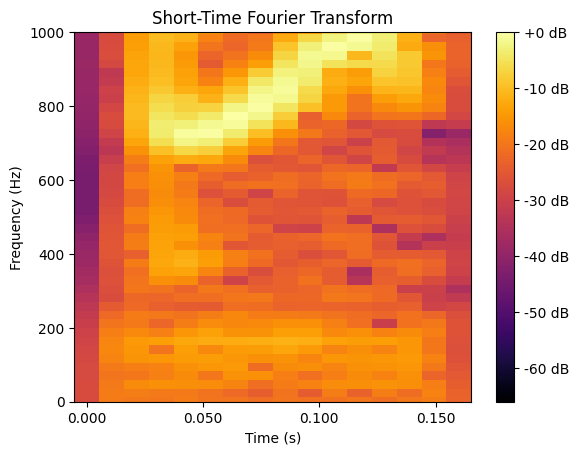 Short-Time Fourier Transform
1000
800
600
400
200
0
Frequency (Hz)
0.000
0.050
0.100
0.150
Time (s)
+0 dB
-10 dB
-20 dB
-30 dB
-40 dB
-50 dB
-60 dB